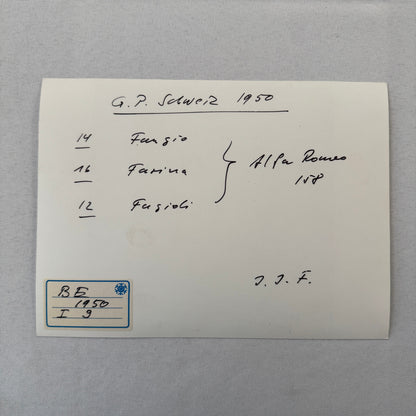 G.P. Schweiz 1950
14 Fangio
16 Farina
12 Fagioli
Alfa Romeo
158
J.J.F.
BE
1950
I 9